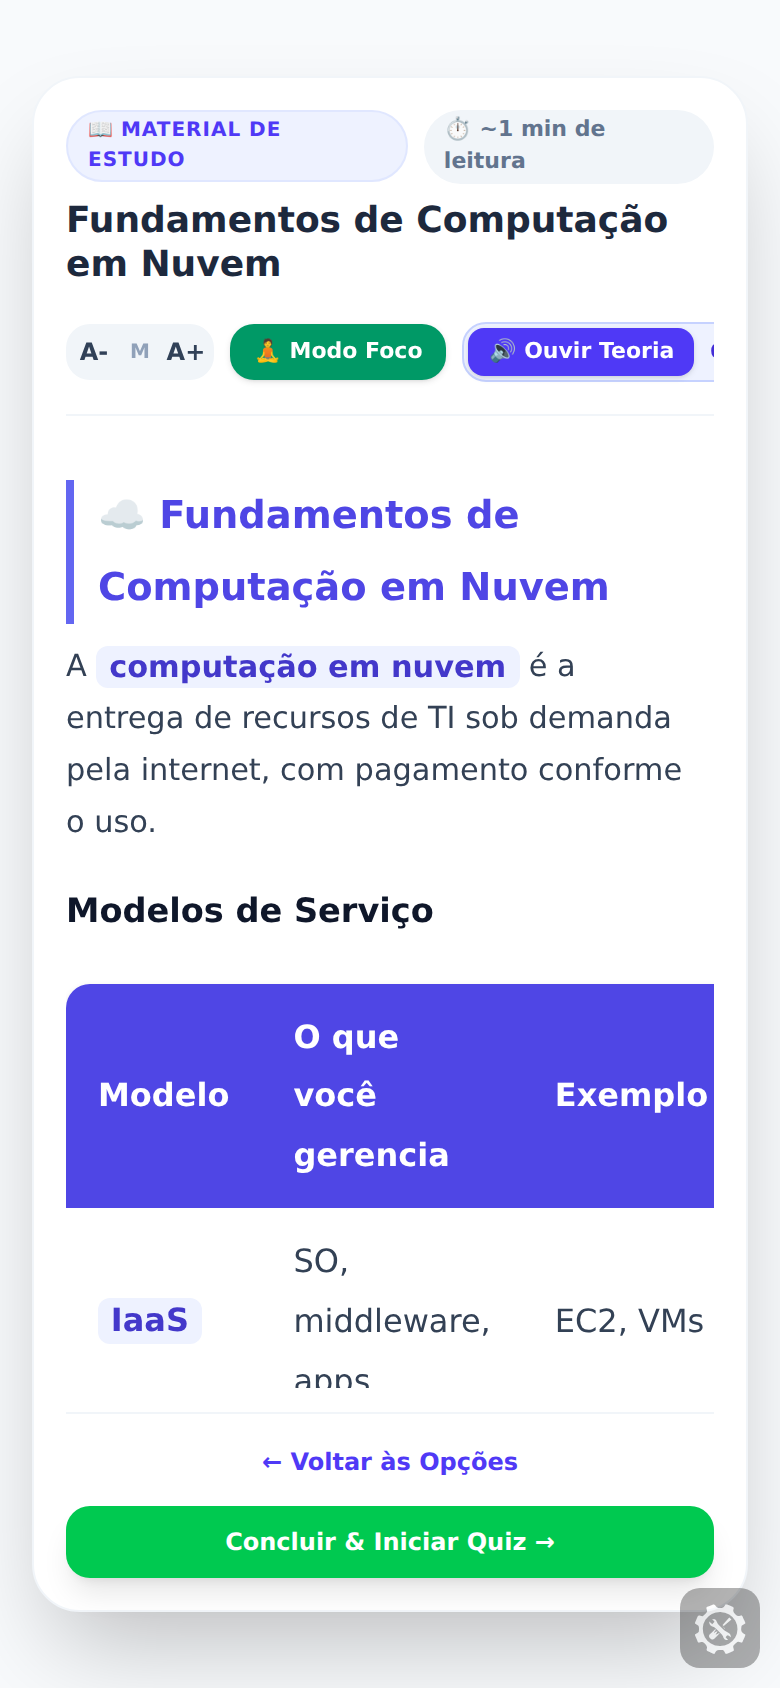 📖 MATERIAL DE
ESTUDO
⏱️ ~1 min de
leitura
Fundamentos de Computação
em Nuvem
A- M A+ 🧘 Modo Foco 🔊 Ouvir Teoria
☁️ Fundamentos de
Computação em Nuvem
A computação em nuvem é a
entrega de recursos de TI sob demanda
pela internet, com pagamento conforme
o uso.
Modelos de Serviço
O que
Modelo você Exemplo
gerencia
SO,
IaaS middleware, EC2, VMs
apps
← Voltar às Opções
Concluir & Iniciar Quiz →